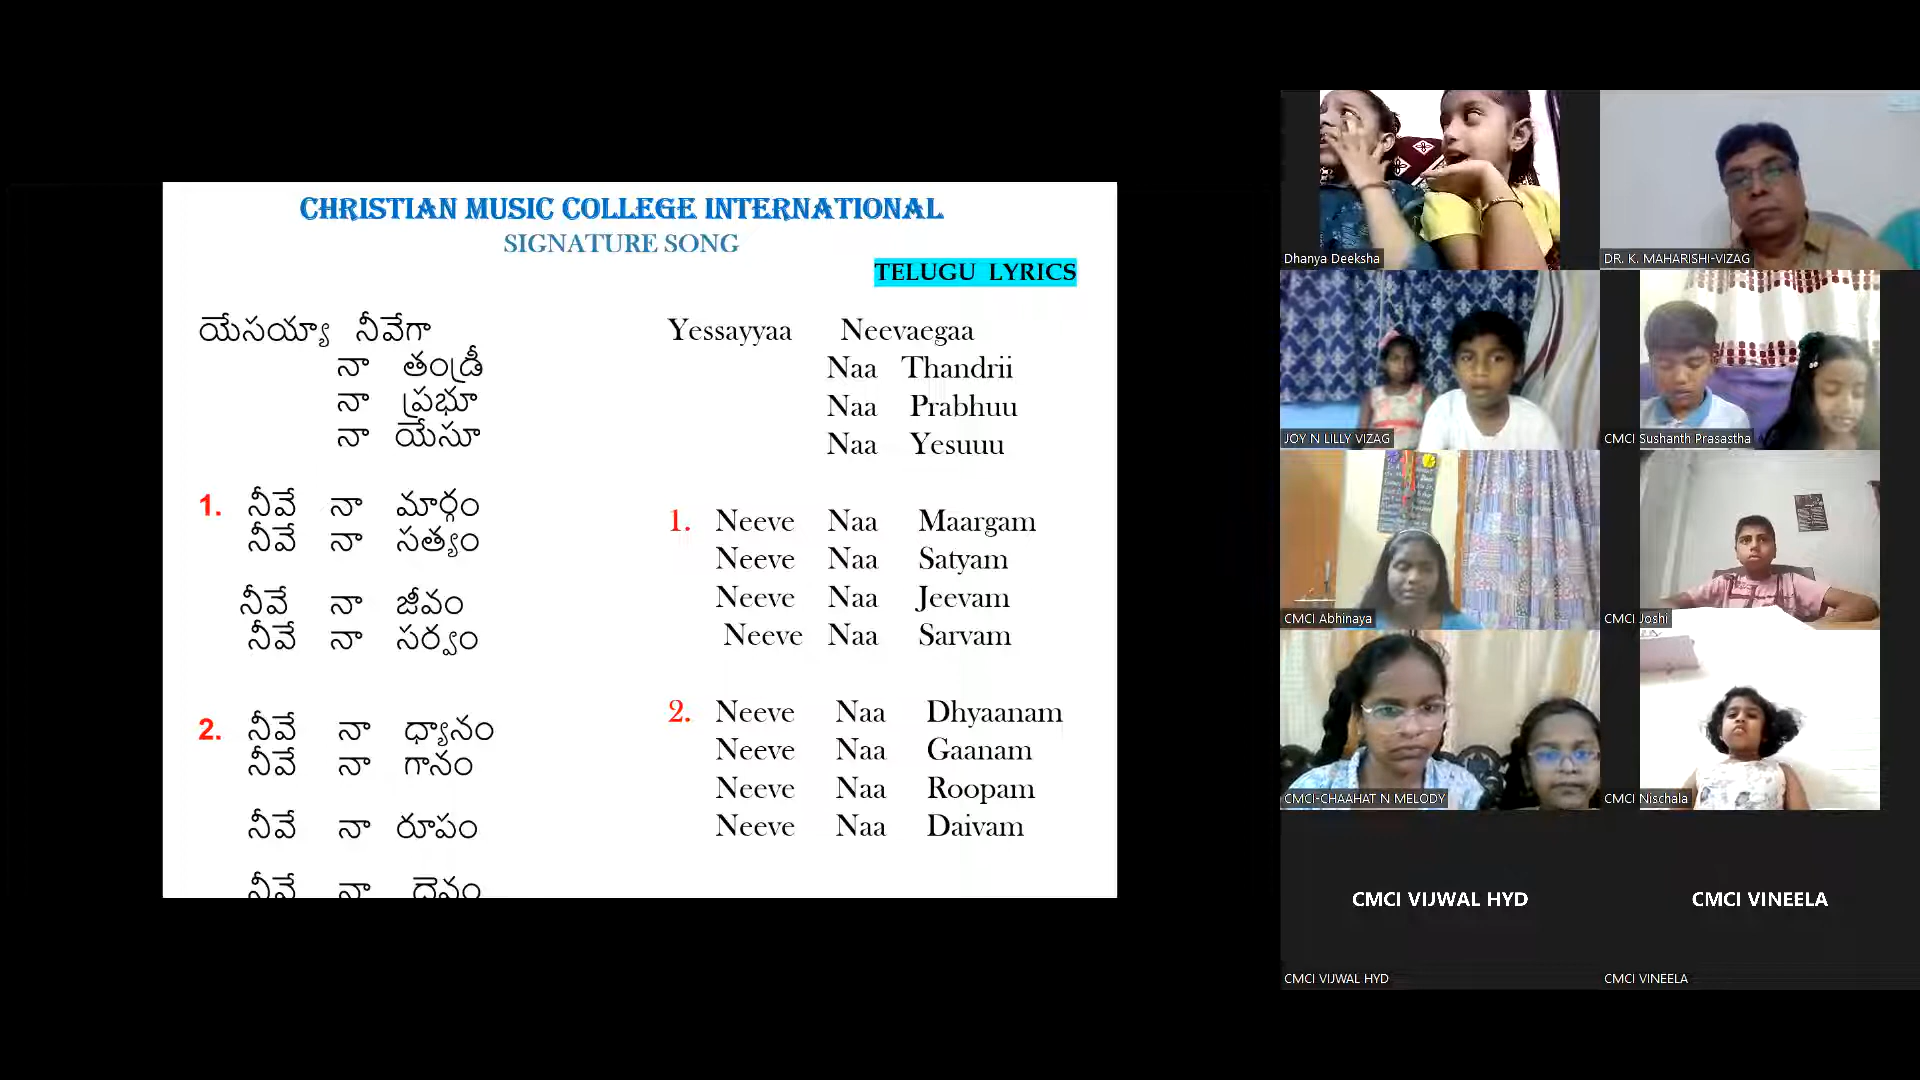 CHRISTIAN MUSIC COLLEGE INTERNATIONAL
SIGNATURE SONG
TELUGU LYRICS
యేసయ్యా నీవేగా
నా తండ్రీ
నా ప్రభూ
నా యేసూ
1. నీవే నా మార్గం
నీవే నా సత్యం
నీవే నా జీవం
నీవే నా సర్వం
2. నీవే నా ధ్యానం
నీవే నా గానం
నీవే నా రూపం
నీవే నా దైవం
Yessayyaa Neevaegaa
Naa Thandrii
Naa Prabhuu
Naa Yesuuu
1. Neeve Naa Maargam
Neeve Naa Satyam
Neeve Naa Jeevam
Neeve Naa Sarvam
2. Neeve Naa Dhyaanam
Neeve Naa Gaanam
Neeve Naa Roopam
Neeve Naa Daivam
Dhanya Deeksha
DR. K. MAHARISHI-VIZAG
JOY N LILLY VIZAG
CMCI Sushanth Prasastha
CMCI Abhinaya
CMCI Joshi
CMCI-CHAAHAT N MELODY
CMCI Nischala
CMCI VIJWAL HYD
CMCI VINEELA
CMCI VIJWAL HYD
CMCI VINEELA